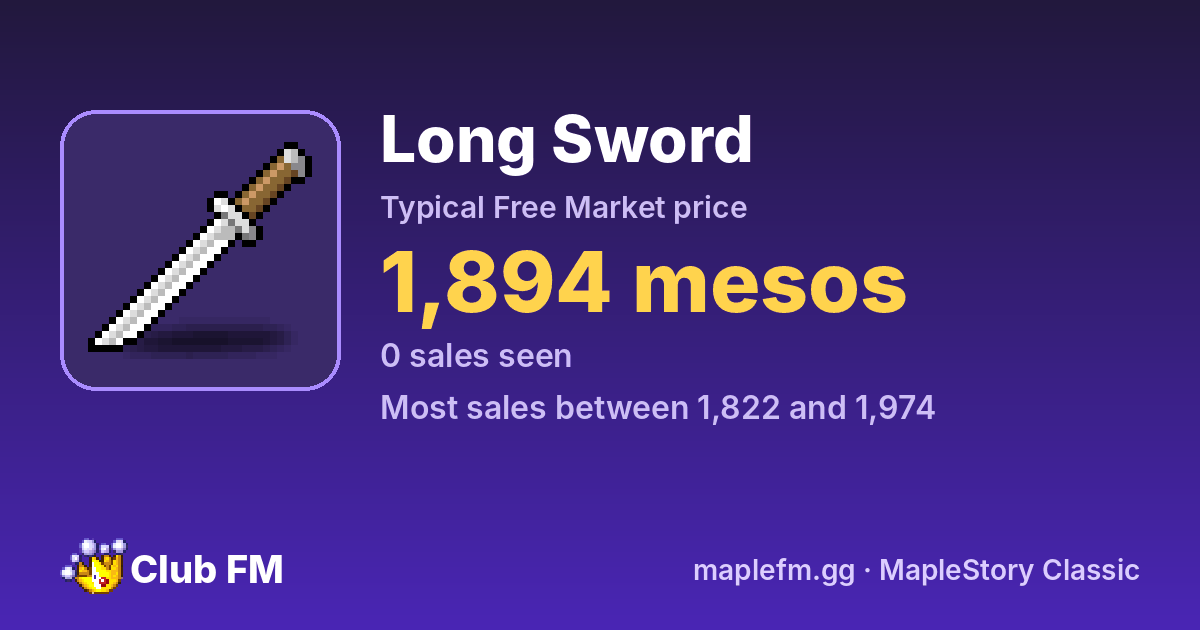 Long Sword
Typical Free Market price
1,894 mesos
0 sales seen
Most sales between 1,822 and 1,974
Club FM
maplefm.gg · MapleStory Classic